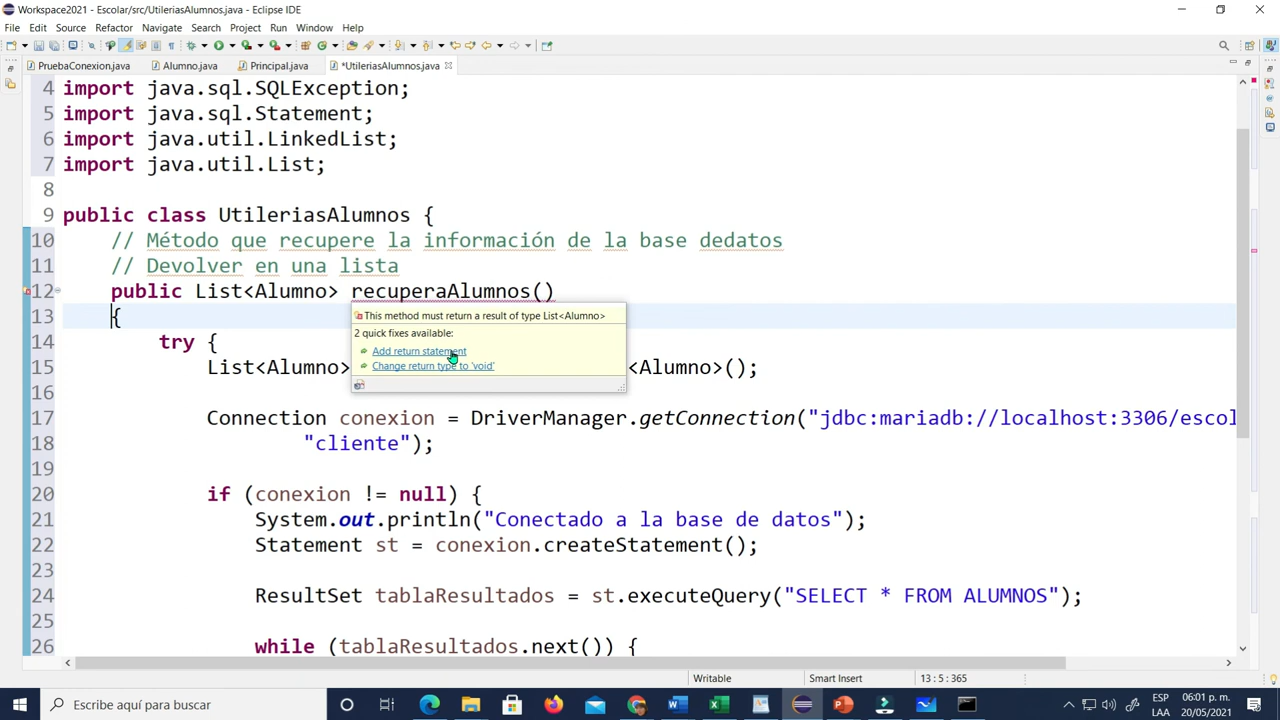 Workspace2021 - Escolar/src/UtileriasAlumnos.java - Eclipse IDE
File Edit Source Refactor Navigate Search Project Run Window Help
PruebaConexion.java Alumno.java Principal.java *UtileriasAlumnos.java
4 import java.sql.SQLException;
5 import java.sql.Statement;
6 import java.util.LinkedList;
7 import java.util.List;
8
9 public class UtileriasAlumnos {
10 // Método que recupere la información de la base dedatos
11 // Devolver en una lista
12 public List<Alumno> recuperaAlumnos()
13 {
This method must return a result of type List<Alumno>
2 quick fixes available:
Add return statement
Change return type to 'void'
14 try {
15 List<Alumno> <Alumno>();
16
17 Connection conexion = DriverManager.getConnection("jdbc:mariadb://localhost:3306/escol
18 "cliente");
19
20 if (conexion != null) {
21 System.out.println("Conectado a la base de datos");
22 Statement st = conexion.createStatement();
23
24 ResultSet tablaResultados = st.executeQuery("SELECT * FROM ALUMNOS");
25
26 while (tablaResultados.next()) {
Writable Smart Insert 13 : 5 : 365
Escribe aquí para buscar
ESP 06:01 p. m.
LAA 20/05/2021